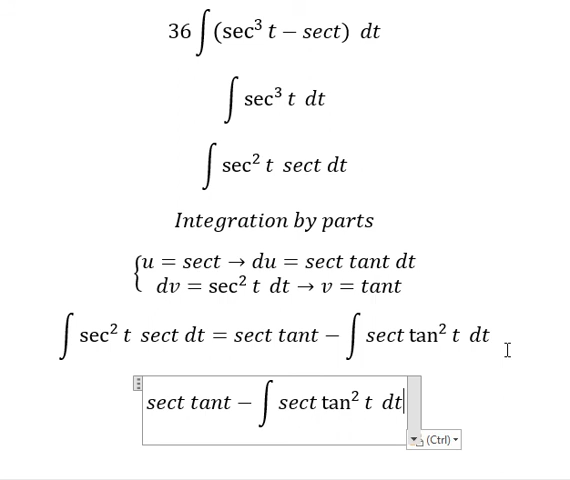 36 ∫ (sec³ t − sect) dt
∫ sec³ t dt
∫ sec² t sect dt
Integration by parts
{u = sect → du = sect tant dt
dv = sec² t dt → v = tant
∫ sec² t sect dt = sect tant − ∫ sect tan² t dt
sect tant − ∫ sect tan² t dt
(Ctrl)